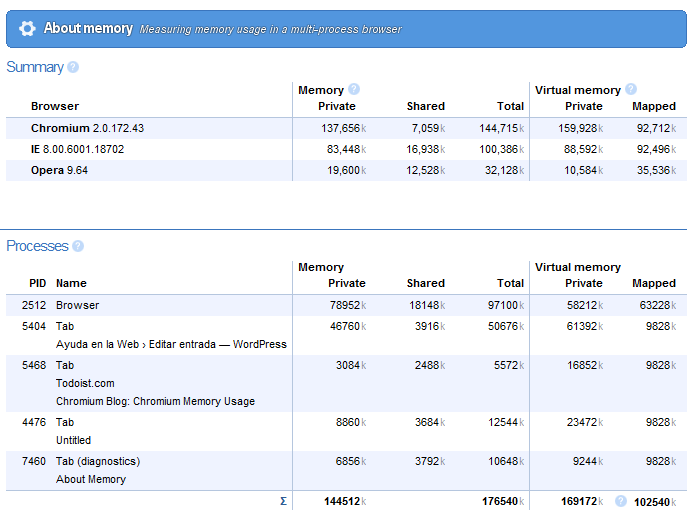 About memory Measuring memory usage in a multi-process browser
Summary ?
Memory ? Virtual memory ?
Browser Private Shared Total Private Mapped
Chromium 2.0.172.43 137,656k 7,059k 144,715k 159,928k 92,712k
IE 8.00.6001.18702 83,448k 16,938k 100,386k 88,592k 92,496k
Opera 9.64 19,600k 12,528k 32,128k 10,584k 35,536k
Processes ?
Memory Virtual memory
PID Name Private Shared Total Private Mapped
2512 Browser 78952k 18148k 97100k 58212k 63228k
5404 Tab 46760k 3916k 50676k 61392k 9828k
Ayuda en la Web › Editar entrada — WordPress
5468 Tab 3084k 2488k 5572k 16852k 9828k
Todoist.com
Chromium Blog: Chromium Memory Usage
4476 Tab 8860k 3684k 12544k 23472k 9828k
Untitled
7460 Tab (diagnostics) 6856k 3792k 10648k 9244k 9828k
About Memory
Σ 144512k 176540k 169172k ? 102540k